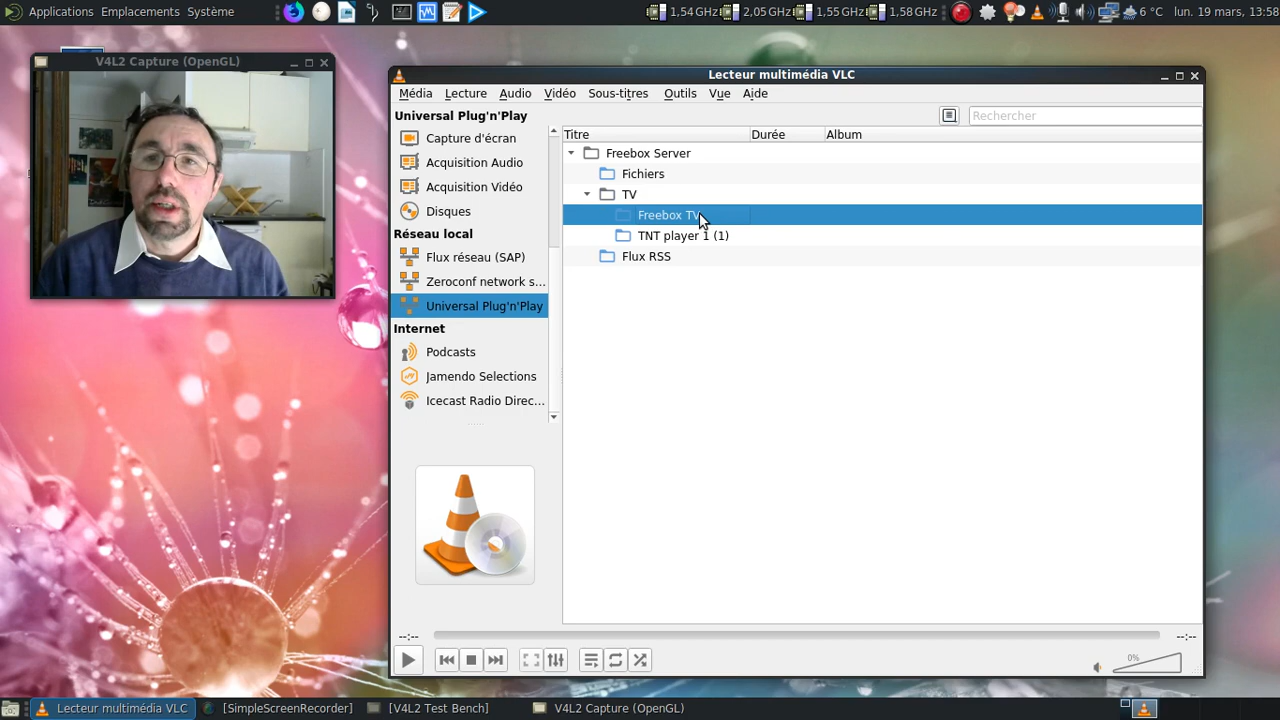 Applications Emplacements Système
1,54 GHz 2,05 GHz 1,55 GHz 1,58 GHz 6 °C lun. 19 mars, 13:58
V4L2 Capture (OpenGL)
Lecteur multimédia VLC
Média Lecture Audio Vidéo Sous-titres Outils Vue Aide
Universal Plug'n'Play
Rechercher
Capture d'écran
Acquisition Audio
Acquisition Vidéo
Disques
Réseau local
Flux réseau (SAP)
Zeroconf network s...
Universal Plug'n'Play
Internet
Podcasts
Jamendo Selections
Icecast Radio Direc...
Titre Durée Album
Freebox Server
Fichiers
TV
Freebox TV
TNT player 1 (1)
Flux RSS
--:-- --:--
0%
Lecteur multimédia VLC [SimpleScreenRecorder] [V4L2 Test Bench] V4L2 Capture (OpenGL)